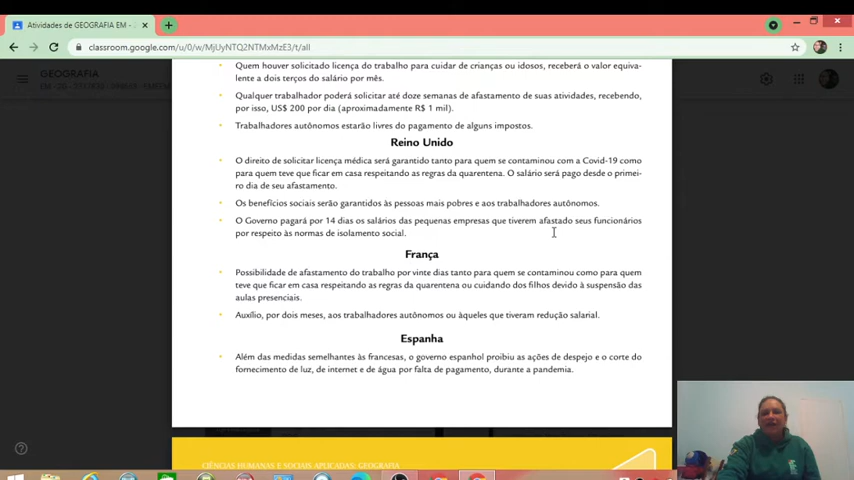 Atividades de GEOGRAFIA EM -
classroom.google.com/u/0/w/MjUyNTQ2NTMxMzE3/t/all
GEOGRAFIA
Quem houver solicitado licença do trabalho para cuidar de crianças ou idosos, receberá o valor equiva-
lente a dois terços do salário por mês.
Qualquer trabalhador poderá solicitar até doze semanas de afastamento de suas atividades, recebendo,
por isso, US$ 200 por dia (aproximadamente R$ 1 mil).
Trabalhadores autônomos estarão livres do pagamento de alguns impostos.
Reino Unido
O direito de solicitar licença médica será garantido tanto para quem se contaminou com a Covid-19 como
para quem teve que ficar em casa respeitando as regras da quarentena. O salário será pago desde o primei-
ro dia de seu afastamento.
Os benefícios sociais serão garantidos às pessoas mais pobres e aos trabalhadores autônomos.
O Governo pagará por 14 dias os salários das pequenas empresas que tiverem afastado seus funcionários
por respeito às normas de isolamento social.
França
Possibilidade de afastamento do trabalho por vinte dias tanto para quem se contaminou como para quem
teve que ficar em casa respeitando as regras da quarentena ou cuidando dos filhos devido à suspensão das
aulas presenciais.
Auxílio, por dois meses, aos trabalhadores autônomos ou àqueles que tiveram redução salarial.
Espanha
Além das medidas semelhantes às francesas, o governo espanhol proibiu as ações de despejo e o corte do
fornecimento de luz, de internet e de água por falta de pagamento, durante a pandemia.
CIÊNCIAS HUMANAS E SOCIAIS APLICADAS: GEOGRAFIA